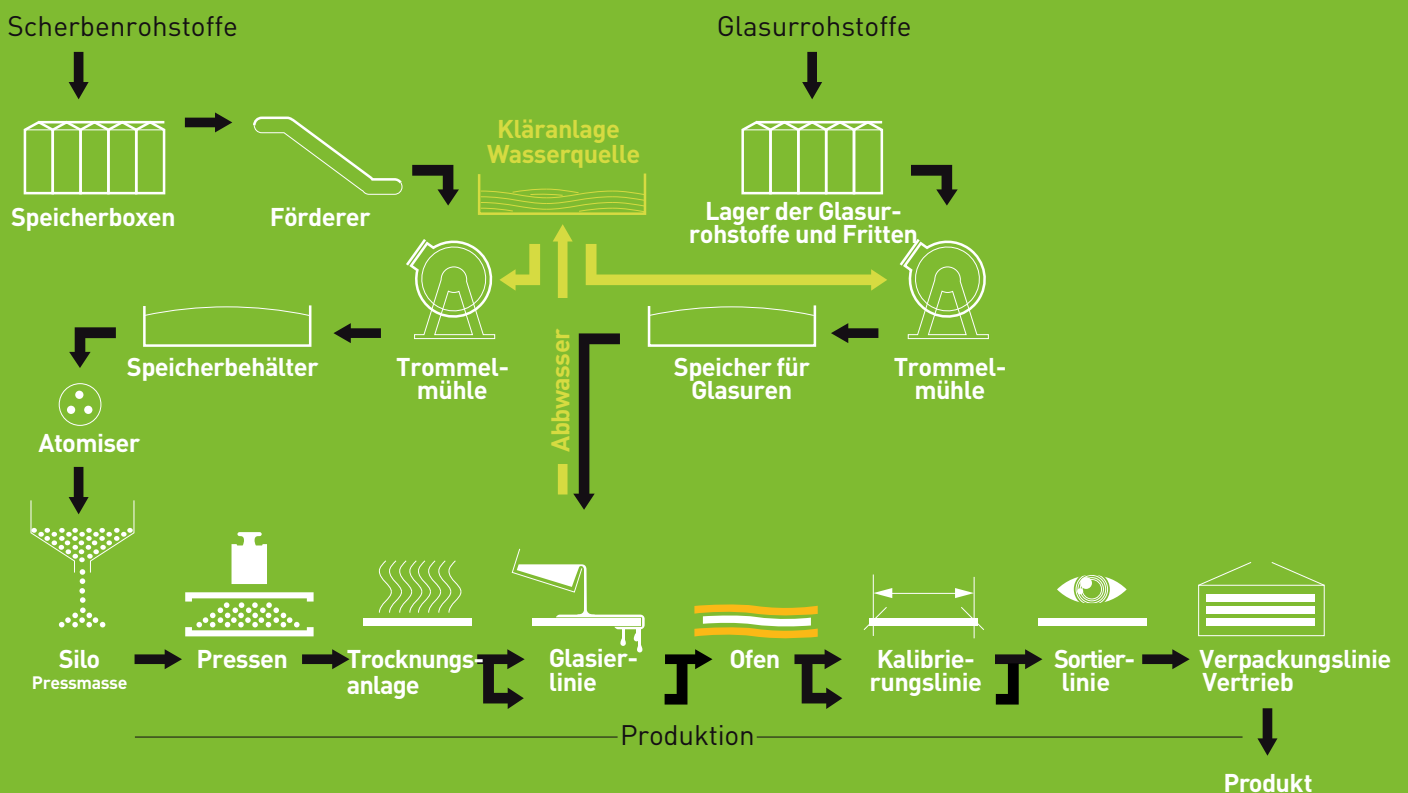 Scherbenrohstoffe
Glasurrohstoffe
Kläranlage
Wasserquelle
Speicherboxen
Förderer
Lager der Glasur-
rohstoffe und Fritten
Speicherbehälter
Trommel-
mühle
Abbwasser
Speicher für
Glasuren
Trommel-
mühle
Atomiser
Silo
Pressmasse
Pressen
Trocknungs-
anlage
Glasier-
linie
Ofen
Kalibrie-
rungslinie
Sortier-
linie
Verpackungslinie
Vertrieb
Produktion
Produkt